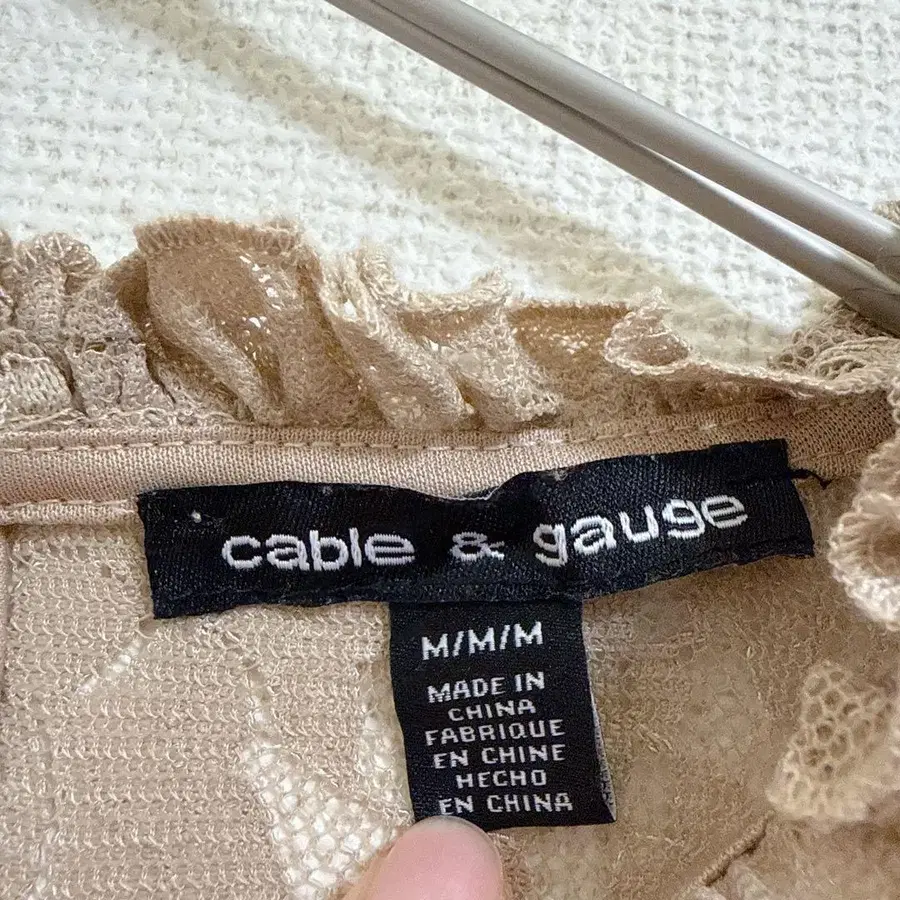 cable & gauge
M/M/M
MADE IN
CHINA
FABRIQUE
EN CHINE
HECHO
EN CHINA